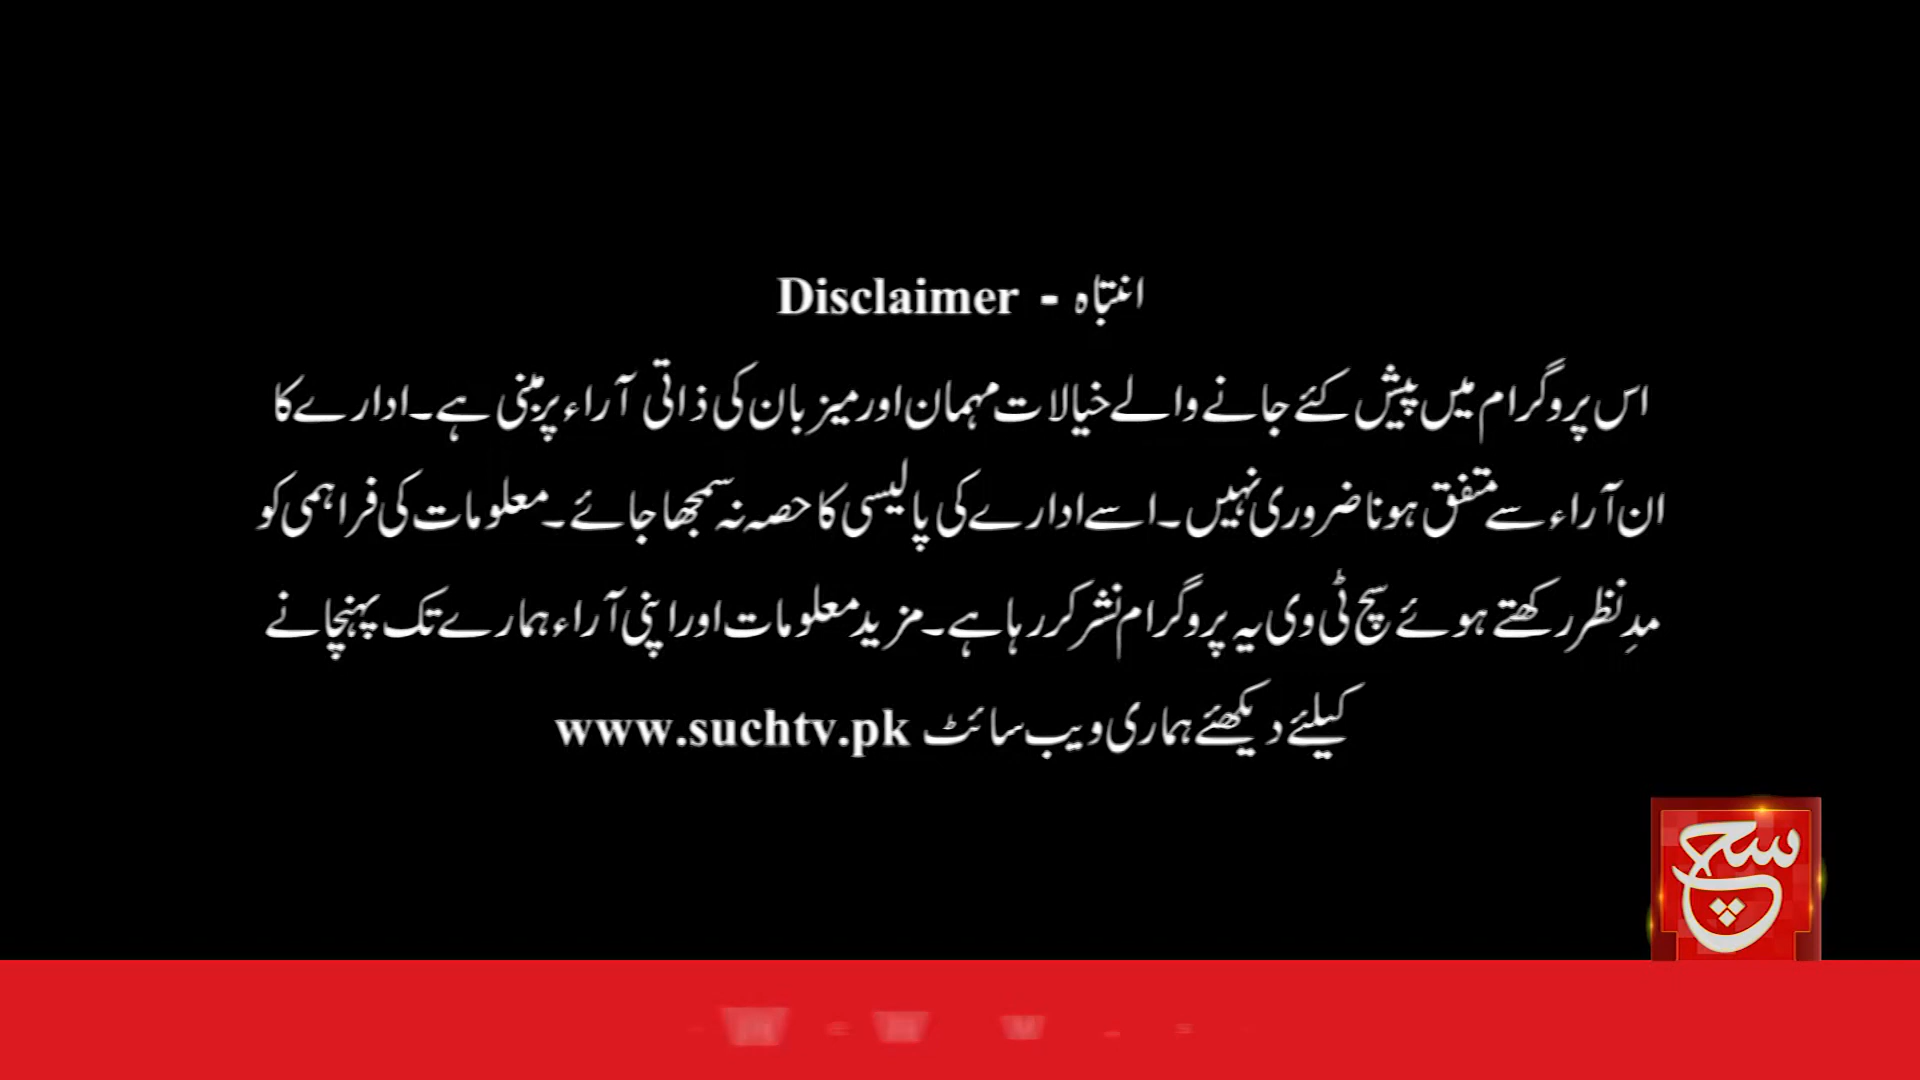 انتباہ - Disclaimer
اس پروگرام میں پیش کئے جانے والے خیالات مہمان اور میزبان کی ذاتی آراء پر مبنی ہے۔ ادارے کا
ان آراء سے متفق ہونا ضروری نہیں۔ اسے ادارے کی پالیسی کا حصہ نہ سمجھا جائے۔ معلومات کی فراہمی کو
مدِ نظر رکھتے ہوئے سچ ٹی وی یہ پروگرام نشر کر رہا ہے۔ مزید معلومات اور اپنی آراء ہمارے تک پہنچانے
کیلئے دیکھئے ہماری ویب سائٹ www.suchtv.pk
سچ